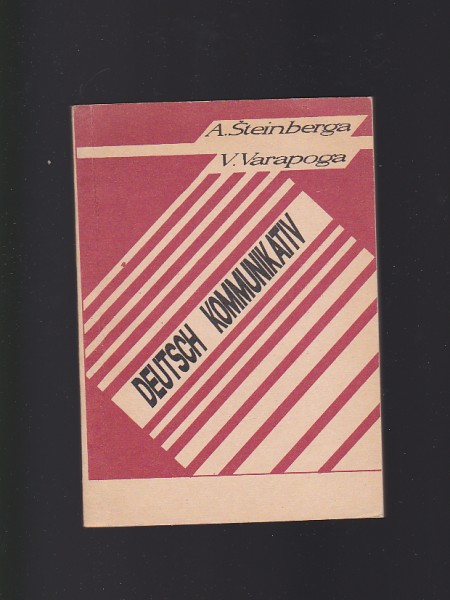 A.Šteinberga
V.Varapoga
DEUTSCH KOMMUNIKATIV